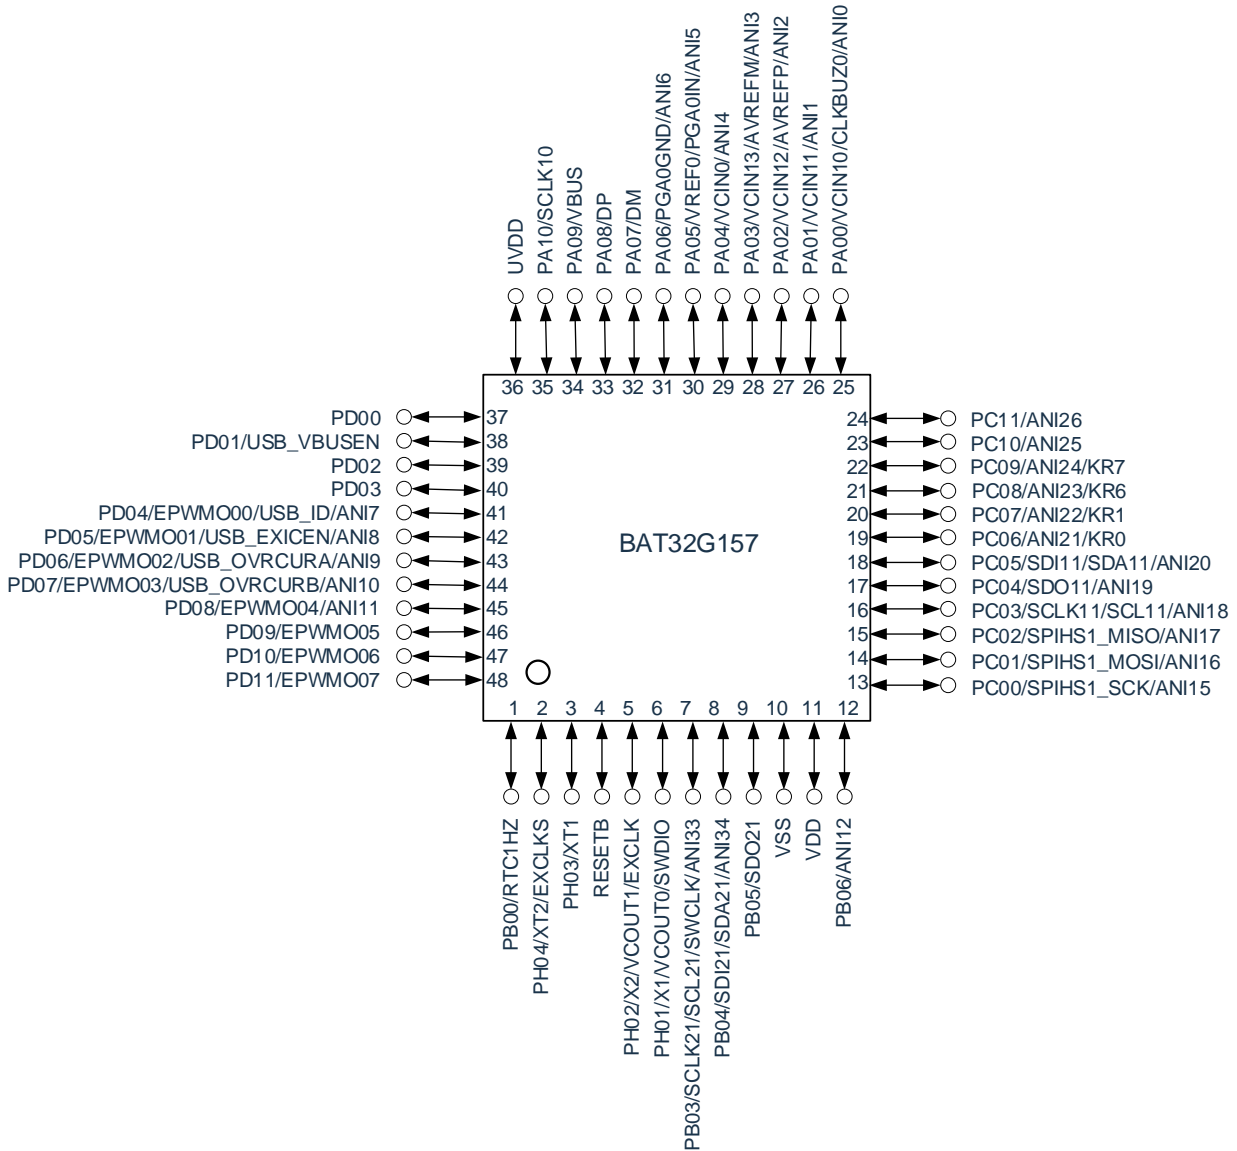 UVDD
PA10/SCLK10
PA09/VBUS
PA08/DP
PA07/DM
PA06/PGA0GND/ANI6
PA05/VREF0/PGA0IN/ANI5
PA04/VCIN0/ANI4
PA03/VCIN13/AVREFM/ANI3
PA02/VCIN12/AVREFP/ANI2
PA01/VCIN11/ANI1
PA00/VCIN10/CLKBUZ0/ANI0
36 35 34 33 32 31 30 29 28 27 26 25
PD00 37
PD01/USB_VBUSEN 38
PD02 39
PD03 40
PD04/EPWMO00/USB_ID/ANI7 41
PD05/EPWMO01/USB_EXICEN/ANI8 42
PD06/EPWMO02/USB_OVRCURA/ANI9 43
PD07/EPWMO03/USB_OVRCURB/ANI10 44
PD08/EPWMO04/ANI11 45
PD09/EPWMO05 46
PD10/EPWMO06 47
PD11/EPWMO07 48
BAT32G157
24 PC11/ANI26
23 PC10/ANI25
22 PC09/ANI24/KR7
21 PC08/ANI23/KR6
20 PC07/ANI22/KR1
19 PC06/ANI21/KR0
18 PC05/SDI11/SDA11/ANI20
17 PC04/SDO11/ANI19
16 PC03/SCLK11/SCL11/ANI18
15 PC02/SPIHS1_MISO/ANI17
14 PC01/SPIHS1_MOSI/ANI16
13 PC00/SPIHS1_SCK/ANI15
1 2 3 4 5 6 7 8 9 10 11 12
PB00/RTC1HZ
PH04/XT2/EXCLKS
PH03/XT1
RESETB
PH02/X2/VCOUT1/EXCLK
PH01/X1/VCOUT0/SWDIO
PB03/SCLK21/SCL21/SWCLK/ANI33
PB04/SDI21/SDA21/ANI34
PB05/SDO21
VSS
VDD
PB06/ANI12